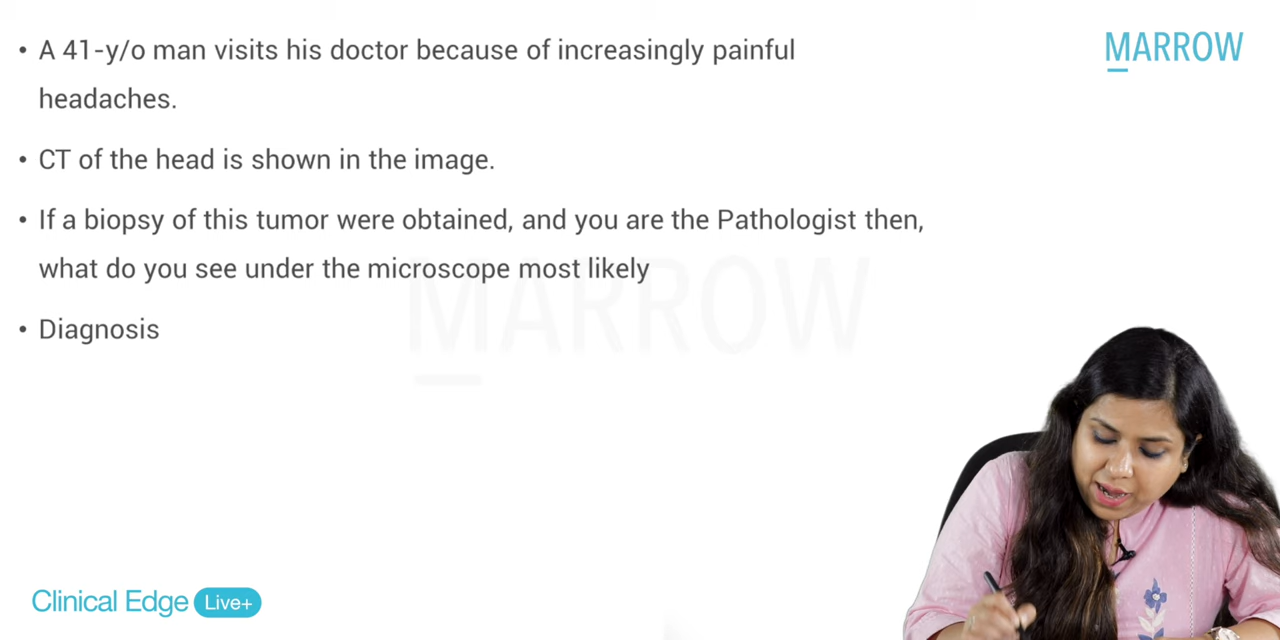 • A 41-y/o man visits his doctor because of increasingly painful
headaches.
• CT of the head is shown in the image.
• If a biopsy of this tumor were obtained, and you are the Pathologist then,
what do you see under the microscope most likely
• Diagnosis
MARROW
MARROW
Clinical Edge Live+